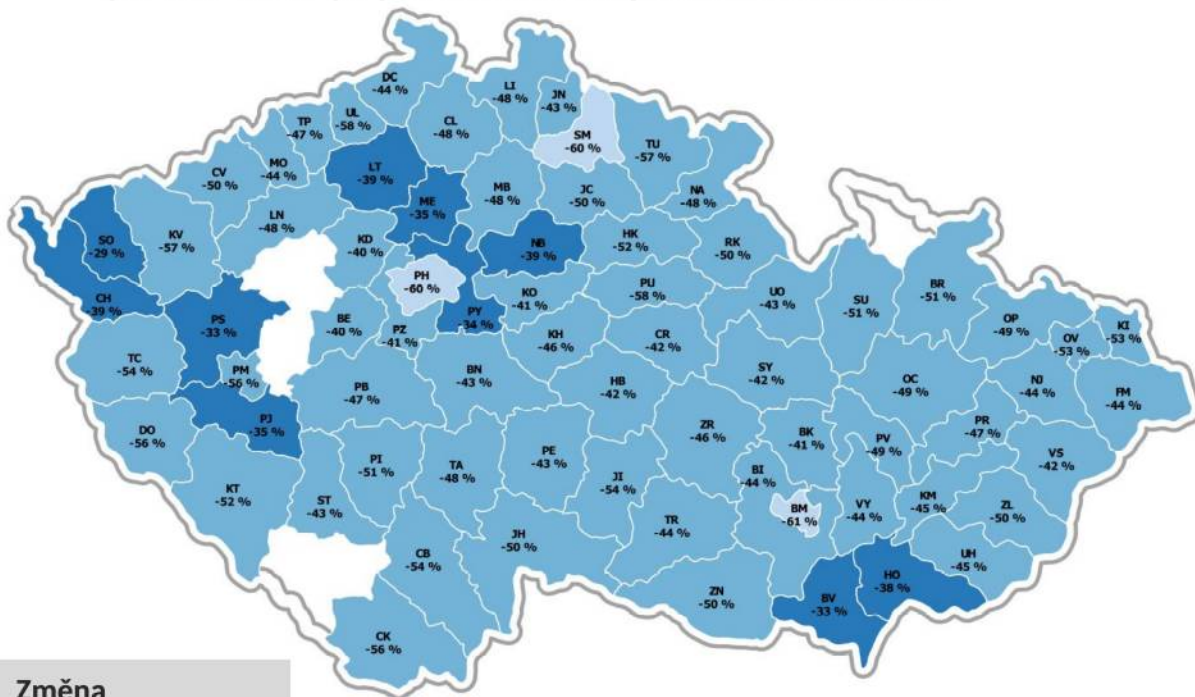 DC
-44 %
LI
-48 %
JN
-43 %
UL
-58 %
TP
-47 %
CL
-48 %
SM
-60 %
TU
-57 %
MO
-44 %
CV
-50 %
LT
-39 %
ME
-35 %
MB
-48 %
JC
-50 %
NA
-48 %
LN
-48 %
SO
-29 %
KV
-57 %
KD
-40 %
NB
-39 %
HK
-52 %
RK
-50 %
CH
-39 %
PS
-33 %
PH
-60 %
KO
-41 %
PU
-58 %
UO
-43 %
SU
-51 %
BR
-51 %
BE
-40 %
PZ
-41 %
PY
-34 %
KH
-46 %
CR
-42 %
OP
-49 %
OV
-53 %
KI
-53 %
TC
-54 %
PM
-56 %
PB
-47 %
BN
-43 %
HB
-42 %
SY
-42 %
OC
-49 %
NJ
-44 %
FM
-44 %
DO
-56 %
PJ
-35 %
PI
-51 %
TA
-48 %
PE
-43 %
ZR
-46 %
BK
-41 %
PV
-49 %
PR
-47 %
VS
-42 %
KT
-52 %
ST
-43 %
JI
-54 %
BI
-44 %
BM
-61 %
VY
-44 %
KM
-45 %
ZL
-50 %
CB
-54 %
JH
-50 %
TR
-44 %
UH
-45 %
HO
-38 %
BV
-33 %
ZN
-50 %
CK
-56 %
Změna